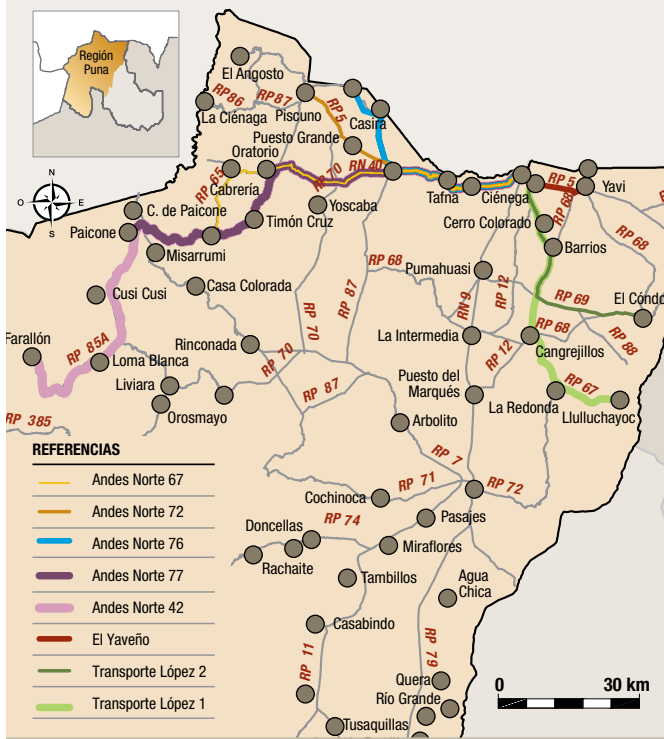 Región
Puna
El Angosto
RP86
RP87
La Ciénaga
Piscuno
RP 5
Casira
Puesto Grande
Oratorio
RP 65
RP 70
RN 40
Cabrería
N
O
E
S
Tafna
Ciénega
RP 5
Yavi
RP 68
C. de Paicone
Yoscaba
Timón Cruz
Cerro Colorado
Paicone
Misarrumi
Barrios
RP 68
RP 68
Pumahuasi
RP 12
Casa Colorada
RP 87
Cusi Cusi
RP 69
El Cóndo
RN 9
RP 70
Farallón
RP 85A
La Intermedia
RP 68
RP 88
Rinconada
RP 70
RP 12
Cangrejillos
Loma Blanca
Liviara
RP 87
Puesto del
Marqués
RP 67
La Redonda
Llulluchayoc
Orosmayo
Arbolito
RP 385
REFERENCIAS
Andes Norte 67
Andes Norte 72
Andes Norte 76
Andes Norte 77
Andes Norte 42
El Yaveño
Transporte López 2
Transporte López 1
RP 7
RP 71
RP 72
Cochinoca
RP 74
Pasajes
Doncellas
Miraflores
Rachaite
Tambillos
Agua
Chica
Casabindo
RP 11
RP 79
Quera
Río Grande
Tusaquillas
0
30 km